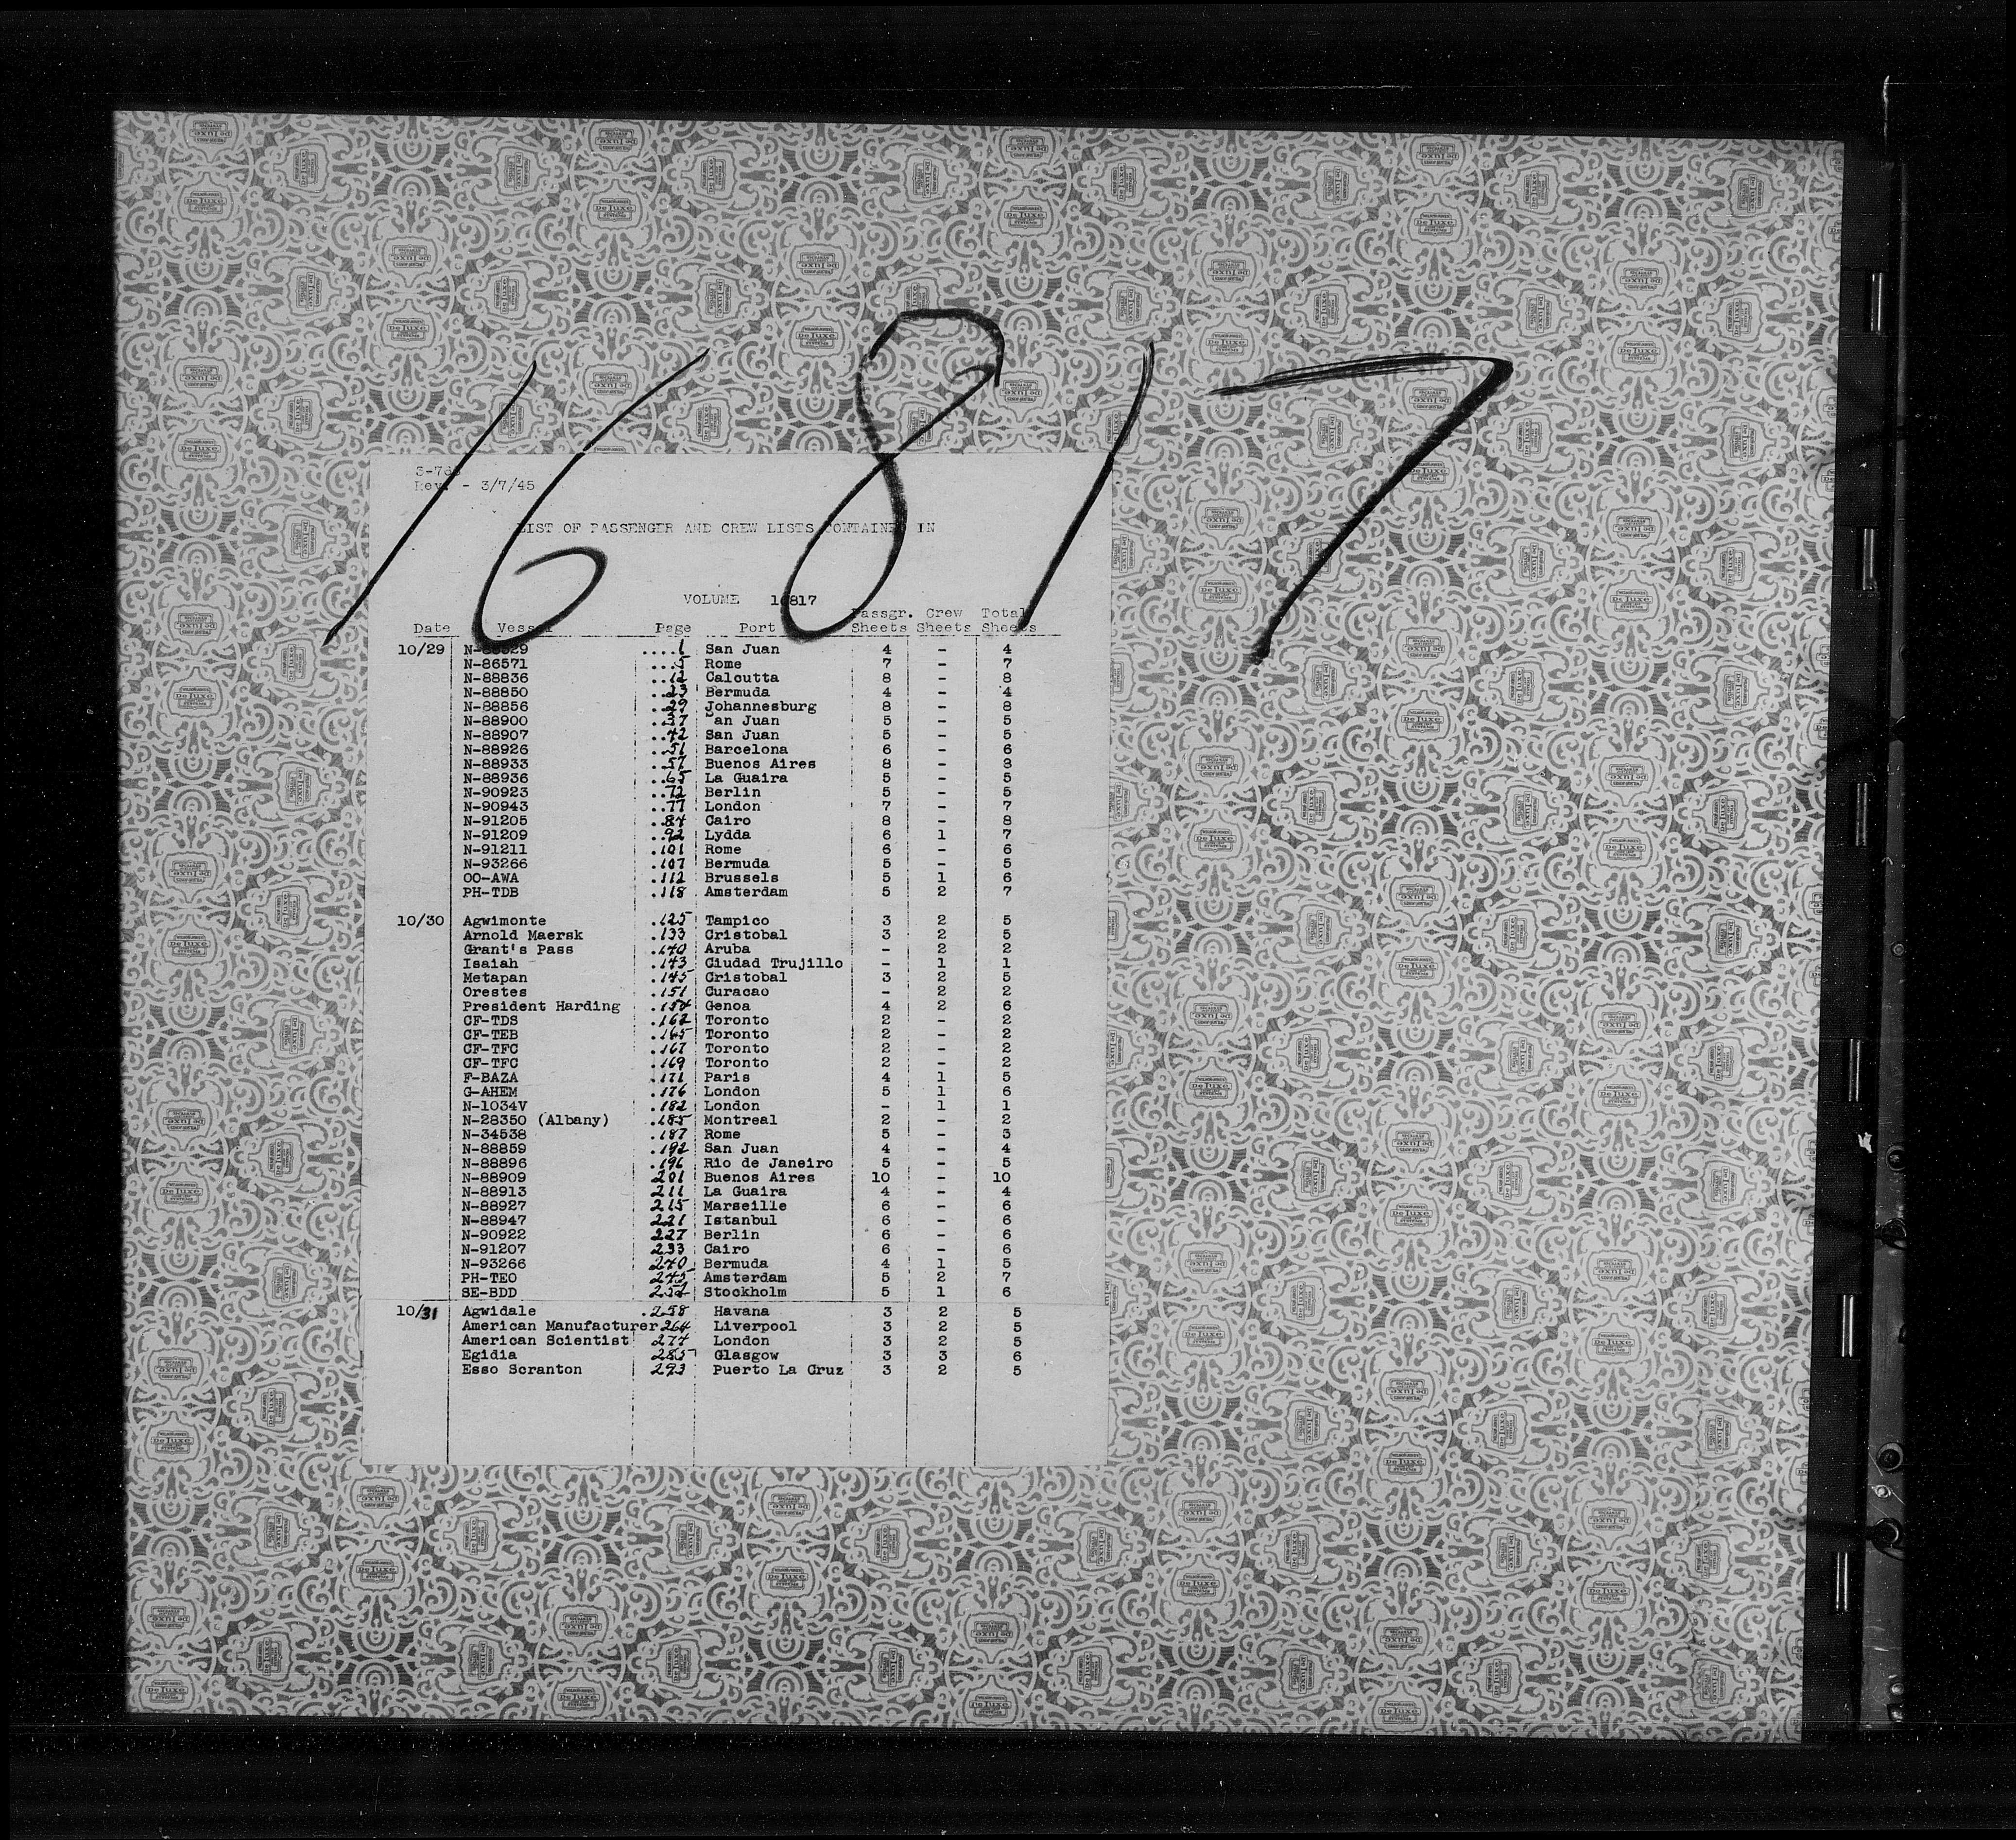 16817
3-78
Rev. - 3/7/45
LIST OF PASSENGER AND CREW LISTS CONTAINED IN
VOLUME 16817
Passgr. Crew Total
Date Vessel Page Port Sheets Sheets Sheets
10/29 ....1 San Juan 4 - 4
N-86571 ...5 Rome 7 - 7
N-88836 ...12 Calcutta 8 - 8
N-88850 ..23 Bermuda 4 - 4
N-88856 ..29 Johannesburg 8 - 8
N-88900 ..37 an Juan 5 - 5
N-88907 ..42 San Juan 5 - 5
N-88926 ..51 Barcelona 6 - 6
N-88933 ..57 Buenos Aires 8 - 8
N-88936 ..65 La Guaira 5 - 5
N-90923 ..72 Berlin 5 - 5
N-90943 ..77 London 7 - 7
N-91205 ..84 Cairo 8 - 8
N-91209 ..92 Lydda 6 1 7
N-91211 .101 Rome 6 - 6
N-93266 .107 Bermuda 5 - 5
OO-AWA .112 Brussels 5 1 6
PH-TDB .118 Amsterdam 5 2 7
10/30 Agwimonte .125 Tampico 3 2 5
Arnold Maersk .133 Cristobal 3 2 5
Grant's Pass .140 Aruba - 2 2
Isaiah .143 Ciudad Trujillo - 1 1
Metapan .145 Cristobal 3 2 5
Orestes .151 Curacao - 2 2
President Harding .154 Genoa 4 2 6
CF-TDS .162 Toronto 2 - 2
CF-TEB .165 Toronto 2 - 2
CF-TFC .167 Toronto 2 - 2
CF-TFC .169 Toronto 2 - 2
F-BAZA .171 Paris 4 1 5
G-AHEM .176 London 5 1 6
N-1034V .182 London - 1 1
N-28350 (Albany) .185 Montreal 2 - 2
N-34538 .187 Rome 5 - 5
N-88859 .192 San Juan 4 - 4
N-88896 .196 Rio de Janeiro 5 - 5
N-88909 201 Buenos Aires 10 - 10
N-88913 211 La Guaira 4 - 4
N-88927 215 Marseille 6 - 6
N-88947 221 Istanbul 6 - 6
N-90922 227 Berlin 6 - 6
N-91207 233 Cairo 6 - 6
N-93266 240 Bermuda 4 1 5
PH-TEO 245 Amsterdam 5 2 7
SE-BDD 252 Stockholm 5 1 6
10/31 Agwidale .258 Havana 3 2 5
American Manufacturer 264 Liverpool 3 2 5
American Scientist 277 London 3 2 5
Egidia 285 Glasgow 3 3 6
Esso Scranton 293 Puerto La Cruz 3 2 5